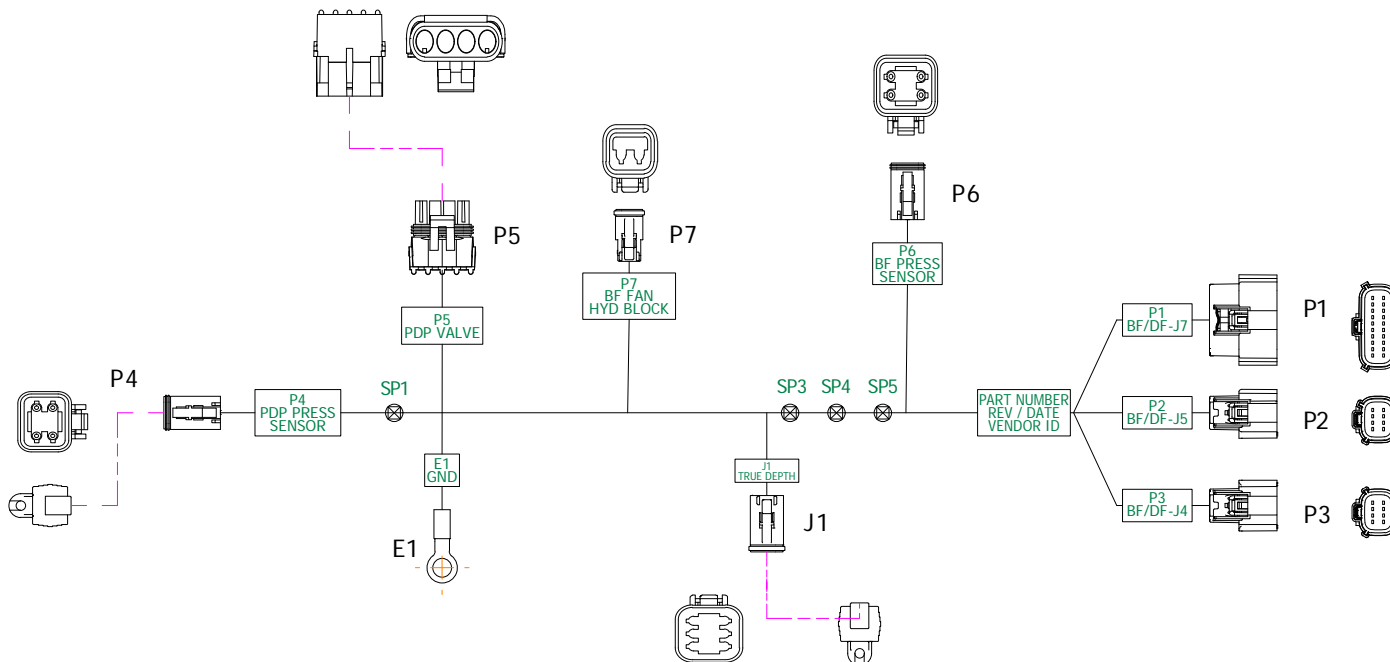 P5
P7
P6
P5
PDP VALVE
P7
BF FAN
HYD BLOCK
P6
BF PRESS
SENSOR
P4
P4
PDP PRESS
SENSOR
SP1
SP3
SP4
SP5
PART NUMBER
REV / DATE
VENDOR ID
P1
BF/DF-J7
P1
P2
BF/DF-J5
P2
P3
BF/DF-J4
P3
E1
GND
E1
J1
TRUE DEPTH
J1